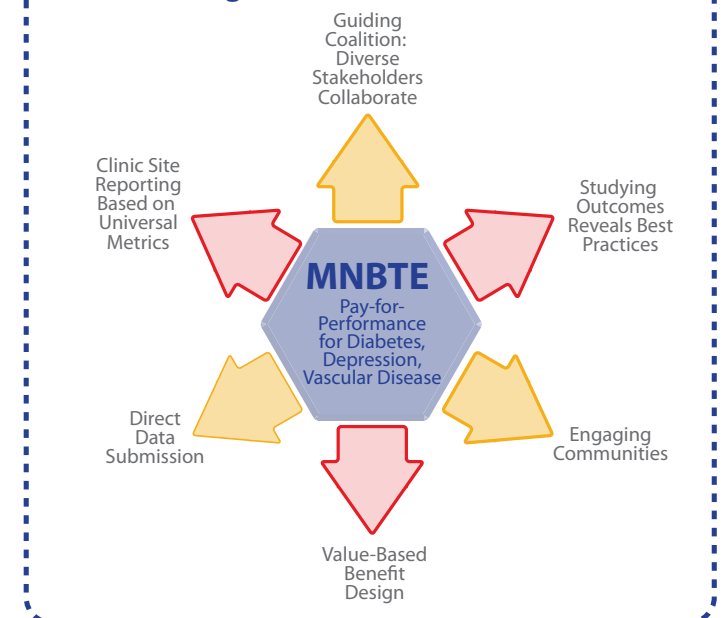 Guiding
Coalition:
Diverse
Stakeholders
Collaborate
Clinic Site
Reporting
Based on
Universal
Metrics
Studying
Outcomes
Reveals Best
Practices
MNBTE
Pay-for-
Performance
for Diabetes,
Depression,
Vascular Disease
Direct
Data
Submission
Engaging
Communities
Value-Based
Benefit
Design